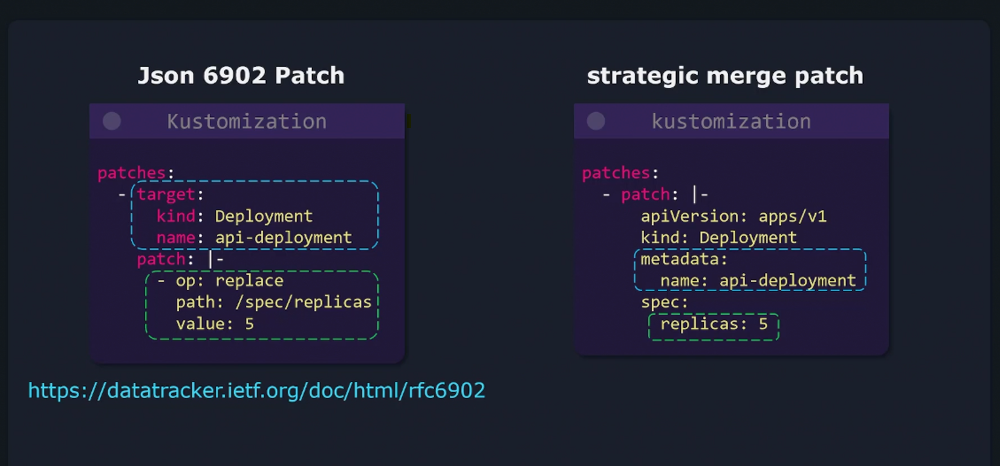 Json 6902 Patch
Kustomization
patches:
- target:
kind: Deployment
name: api-deployment
patch: |-
- op: replace
path: /spec/replicas
value: 5
https://datatracker.ietf.org/doc/html/rfc6902
strategic merge patch
kustomization
patches:
- patch: |-
apiVersion: apps/v1
kind: Deployment
metadata:
name: api-deployment
spec:
replicas: 5